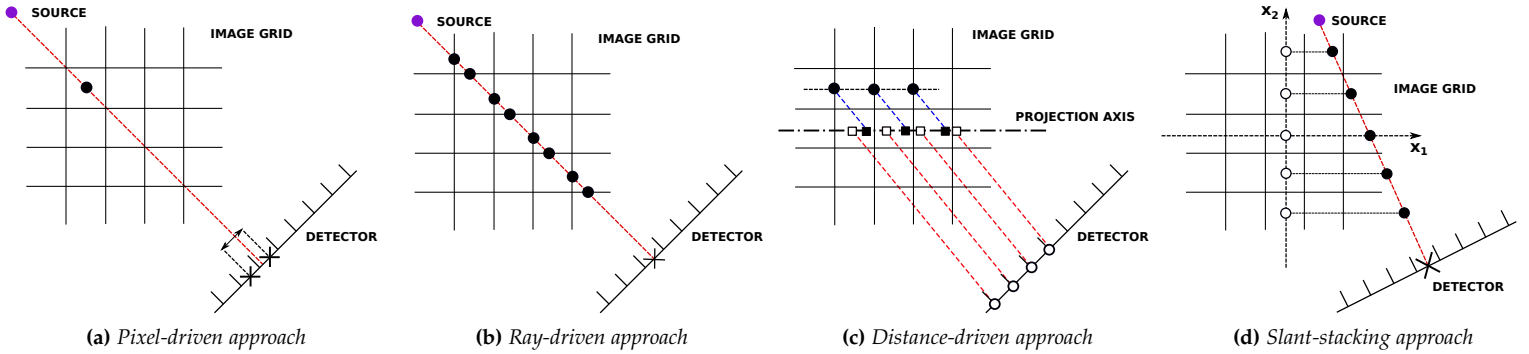 SOURCE
IMAGE GRID
DETECTOR
(a) Pixel-driven approach
SOURCE
IMAGE GRID
DETECTOR
(b) Ray-driven approach
IMAGE GRID
PROJECTION AXIS
DETECTOR
(c) Distance-driven approach
X2
SOURCE
IMAGE GRID
X1
DETECTOR
(d) Slant-stacking approach